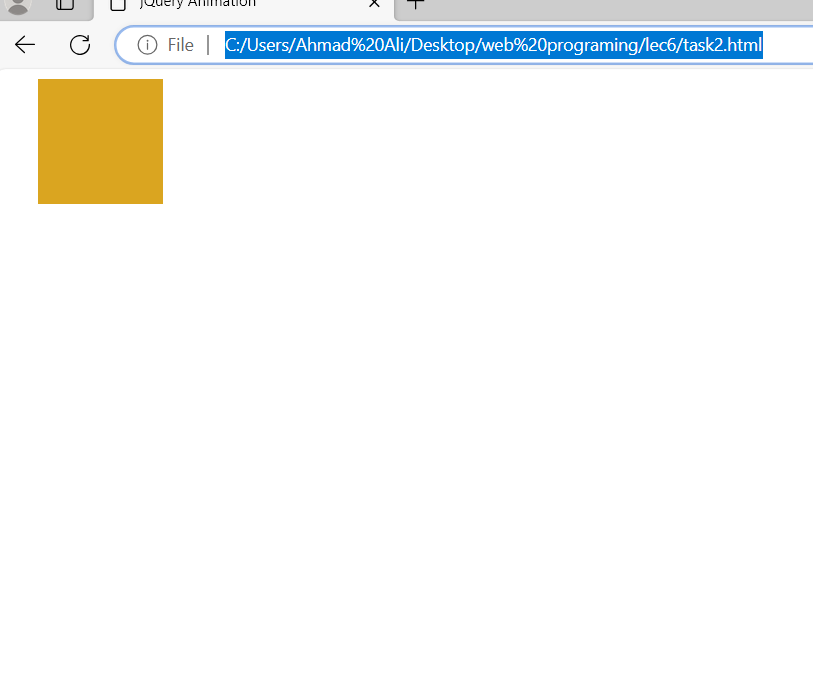 jQuery Animation
File
C:/Users/Ahmad%20Ali/Desktop/web%20programing/lec6/task2.html